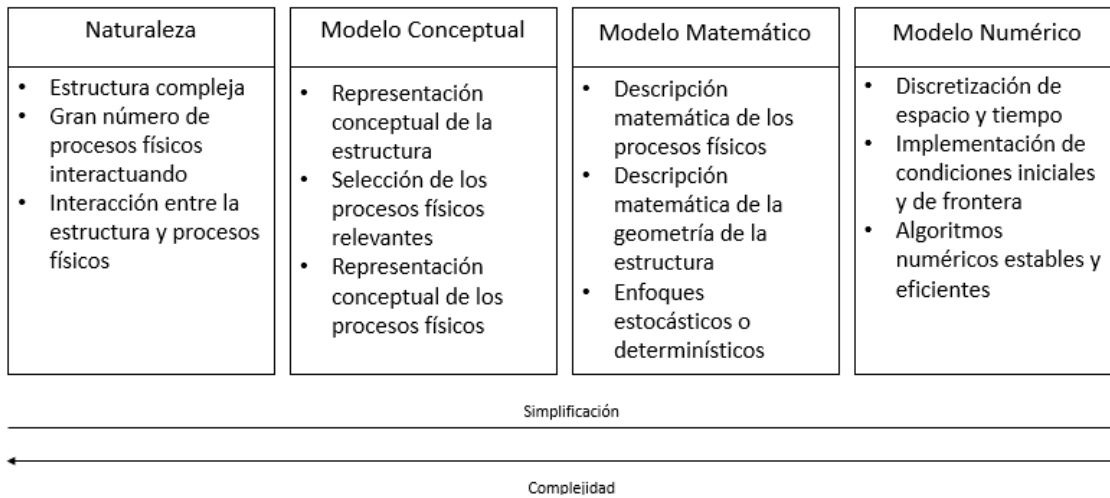 Naturaleza
• Estructura compleja
• Gran número de
procesos físicos
interactuando
• Interacción entre la
estructura y procesos
físicos
Modelo Conceptual
• Representación
conceptual de la
estructura
• Selección de los
procesos físicos
relevantes
• Representación
conceptual de los
procesos físicos
Modelo Matemático
• Descripción
matemática de los
procesos físicos
• Descripción
matemática de la
geometría de la
estructura
• Enfoques
estocásticos o
determinísticos
Modelo Numérico
• Discretización de
espacio y tiempo
• Implementación de
condiciones iniciales
y de frontera
• Algoritmos
numéricos estables y
eficientes
Simplificación
Complejidad